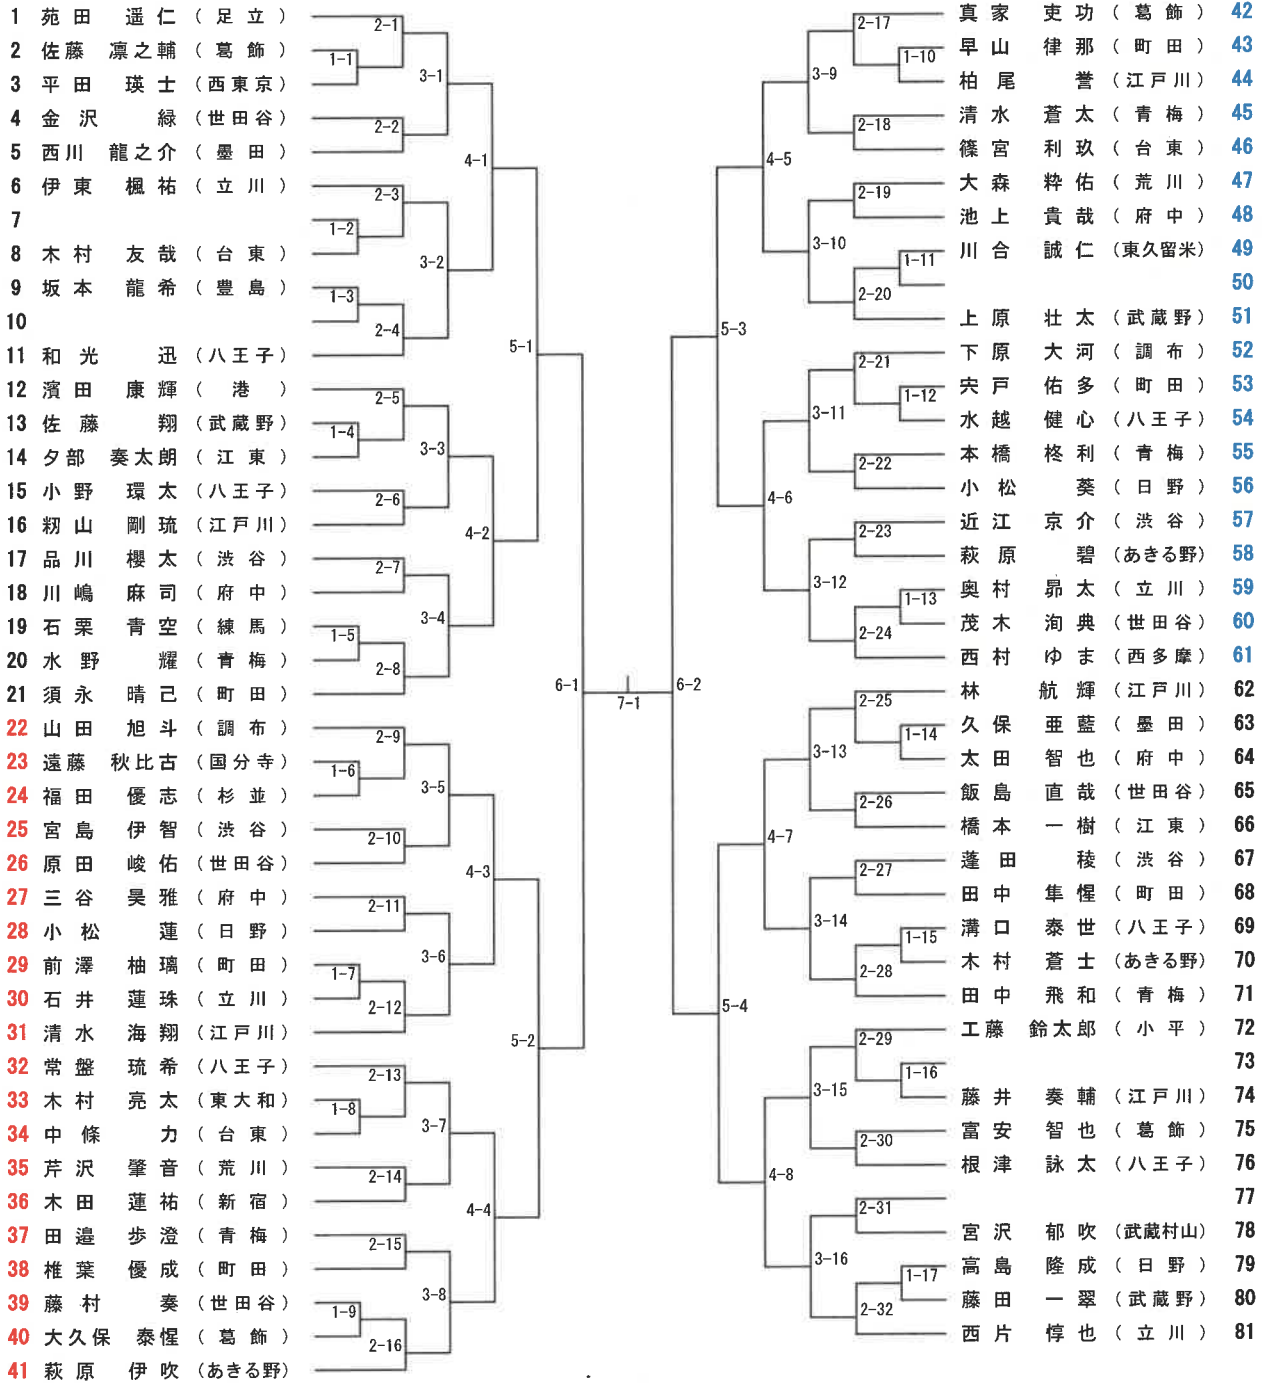 1 苑田 遥仁 (足立)
2 佐藤 凛之輔 (葛飾)
3 平田 瑛士 (西東京)
4 金沢 緑 (世田谷)
5 西川 龍之介 (墨田)
6 伊東 楓祐 (立川)
7
8 木村 友哉 (台東)
9 坂本 龍希 (豊島)
10
11 和光 迅 (八王子)
12 濱田 康輝 (港)
13 佐藤 翔 (武蔵野)
14 夕部 奏太朗 (江東)
15 小野 環太 (八王子)
16 籾山 剛琉 (江戸川)
17 品川 櫻太 (渋谷)
18 川嶋 麻司 (府中)
19 石栗 青空 (練馬)
20 水野 耀 (青梅)
21 須永 晴己 (町田)
22 山田 旭斗 (調布)
23 遠藤 秋比古 (国分寺)
24 福田 優志 (杉並)
25 宮島 伊智 (渋谷)
26 原田 峻佑 (世田谷)
27 三谷 昊雅 (府中)
28 小松 蓮 (日野)
29 前澤 柚璃 (町田)
30 石井 蓮珠 (立川)
31 清水 海翔 (江戸川)
32 常盤 琉希 (八王子)
33 木村 亮太 (東大和)
34 中條 力 (台東)
35 芹沢 肇音 (荒川)
36 木田 蓮祐 (新宿)
37 田邉 歩澄 (青梅)
38 椎葉 優成 (町田)
39 藤村 奏 (世田谷)
40 大久保 泰惺 (葛飾)
41 萩原 伊吹 (あきる野)
2-1
1-1
3-1
2-2
4-1
2-3
1-2
3-2
1-3
2-4
5-1
2-5
1-4
3-3
2-6
4-2
2-7
3-4
1-5
2-8
6-1
2-9
1-6
3-5
2-10
4-3
2-11
3-6
1-7
2-12
5-2
2-13
1-8
3-7
2-14
4-4
2-15
3-8
1-9
2-16
7-1
2-17
1-10
3-9
2-18
4-5
2-19
3-10
1-11
2-20
5-3
2-21
1-12
3-11
2-22
4-6
2-23
3-12
1-13
2-24
6-2
2-25
1-14
3-13
2-26
4-7
2-27
3-14
1-15
2-28
5-4
2-29
1-16
3-15
2-30
4-8
2-31
3-16
1-17
2-32
真家 吏功 (葛飾) 42
早山 律那 (町田) 43
柏尾 誉 (江戸川) 44
清水 蒼太 (青梅) 45
篠宮 利玖 (台東) 46
大森 粋佑 (荒川) 47
池上 貴哉 (府中) 48
川合 誠仁 (東久留米) 49
50
上原 壮太 (武蔵野) 51
下原 大河 (調布) 52
宍戸 佑多 (町田) 53
水越 健心 (八王子) 54
本橋 柊利 (青梅) 55
小松 葵 (日野) 56
近江 京介 (渋谷) 57
萩原 碧 (あきる野) 58
奥村 昴太 (立川) 59
茂木 洵典 (世田谷) 60
西村 ゆま (西多摩) 61
林 航輝 (江戸川) 62
久保 亜藍 (墨田) 63
太田 智也 (府中) 64
飯島 直哉 (世田谷) 65
橋本 一樹 (江東) 66
蓬田 稜 (渋谷) 67
田中 隼惺 (町田) 68
溝口 泰世 (八王子) 69
木村 蒼士 (あきる野) 70
田中 飛和 (青梅) 71
工藤 鈴太郎 (小平) 72
73
藤井 奏輔 (江戸川) 74
富安 智也 (葛飾) 75
根津 詠太 (八王子) 76
77
宮沢 郁吹 (武蔵村山) 78
高島 隆成 (日野) 79
藤田 一翠 (武蔵野) 80
西片 惇也 (立川) 81